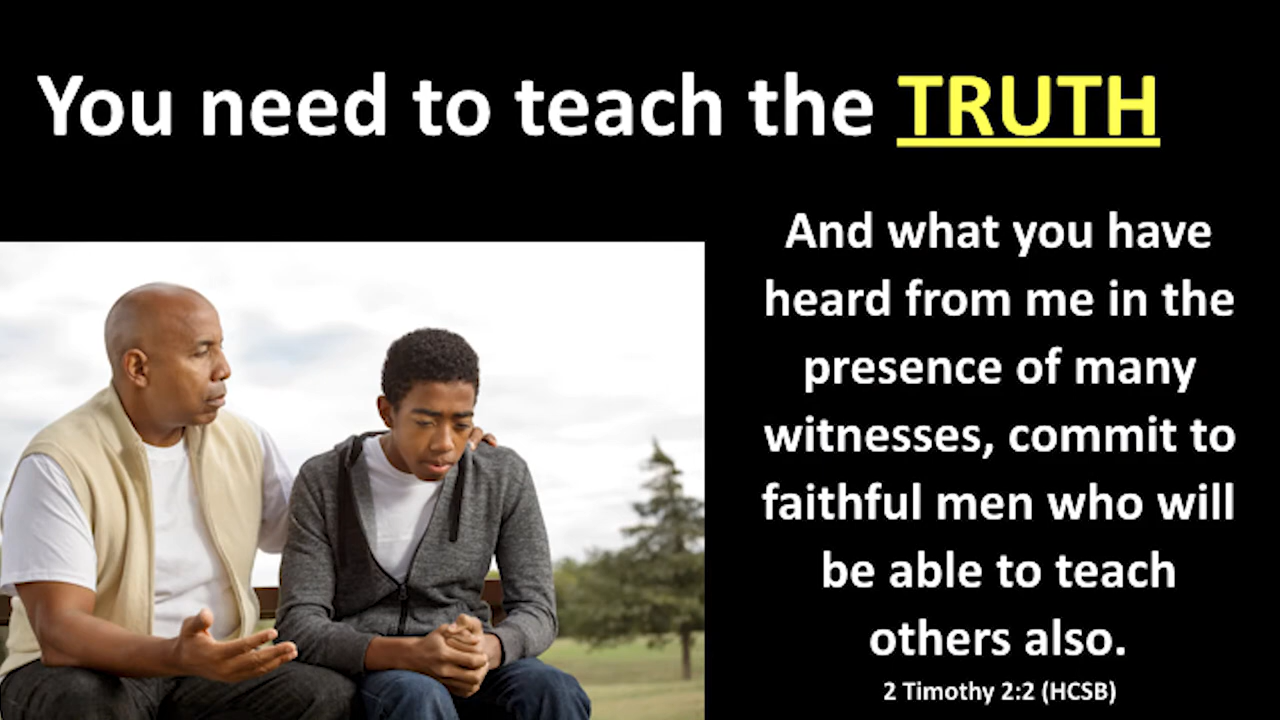 You need to teach the TRUTH
And what you have
heard from me in the
presence of many
witnesses, commit to
faithful men who will
be able to teach
others also.
2 Timothy 2:2 (HCSB)